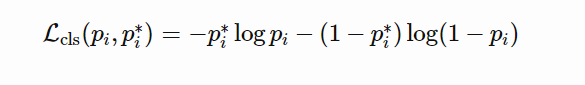 ℒ_cls(p_i, p_i^*) = −p_i^* log p_i − (1 − p_i^*) log(1 − p_i)